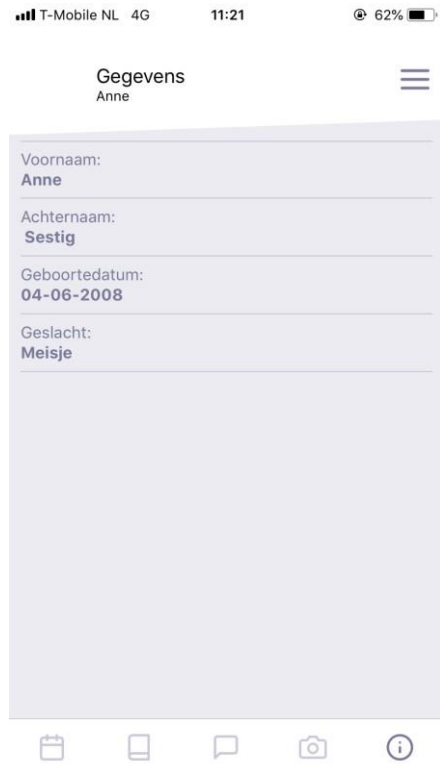 T-Mobile NL 4G 11:21 62%
Gegevens
Anne
Voornaam:
Anne
Achternaam:
Sestig
Geboortedatum:
04-06-2008
Geslacht:
Meisje